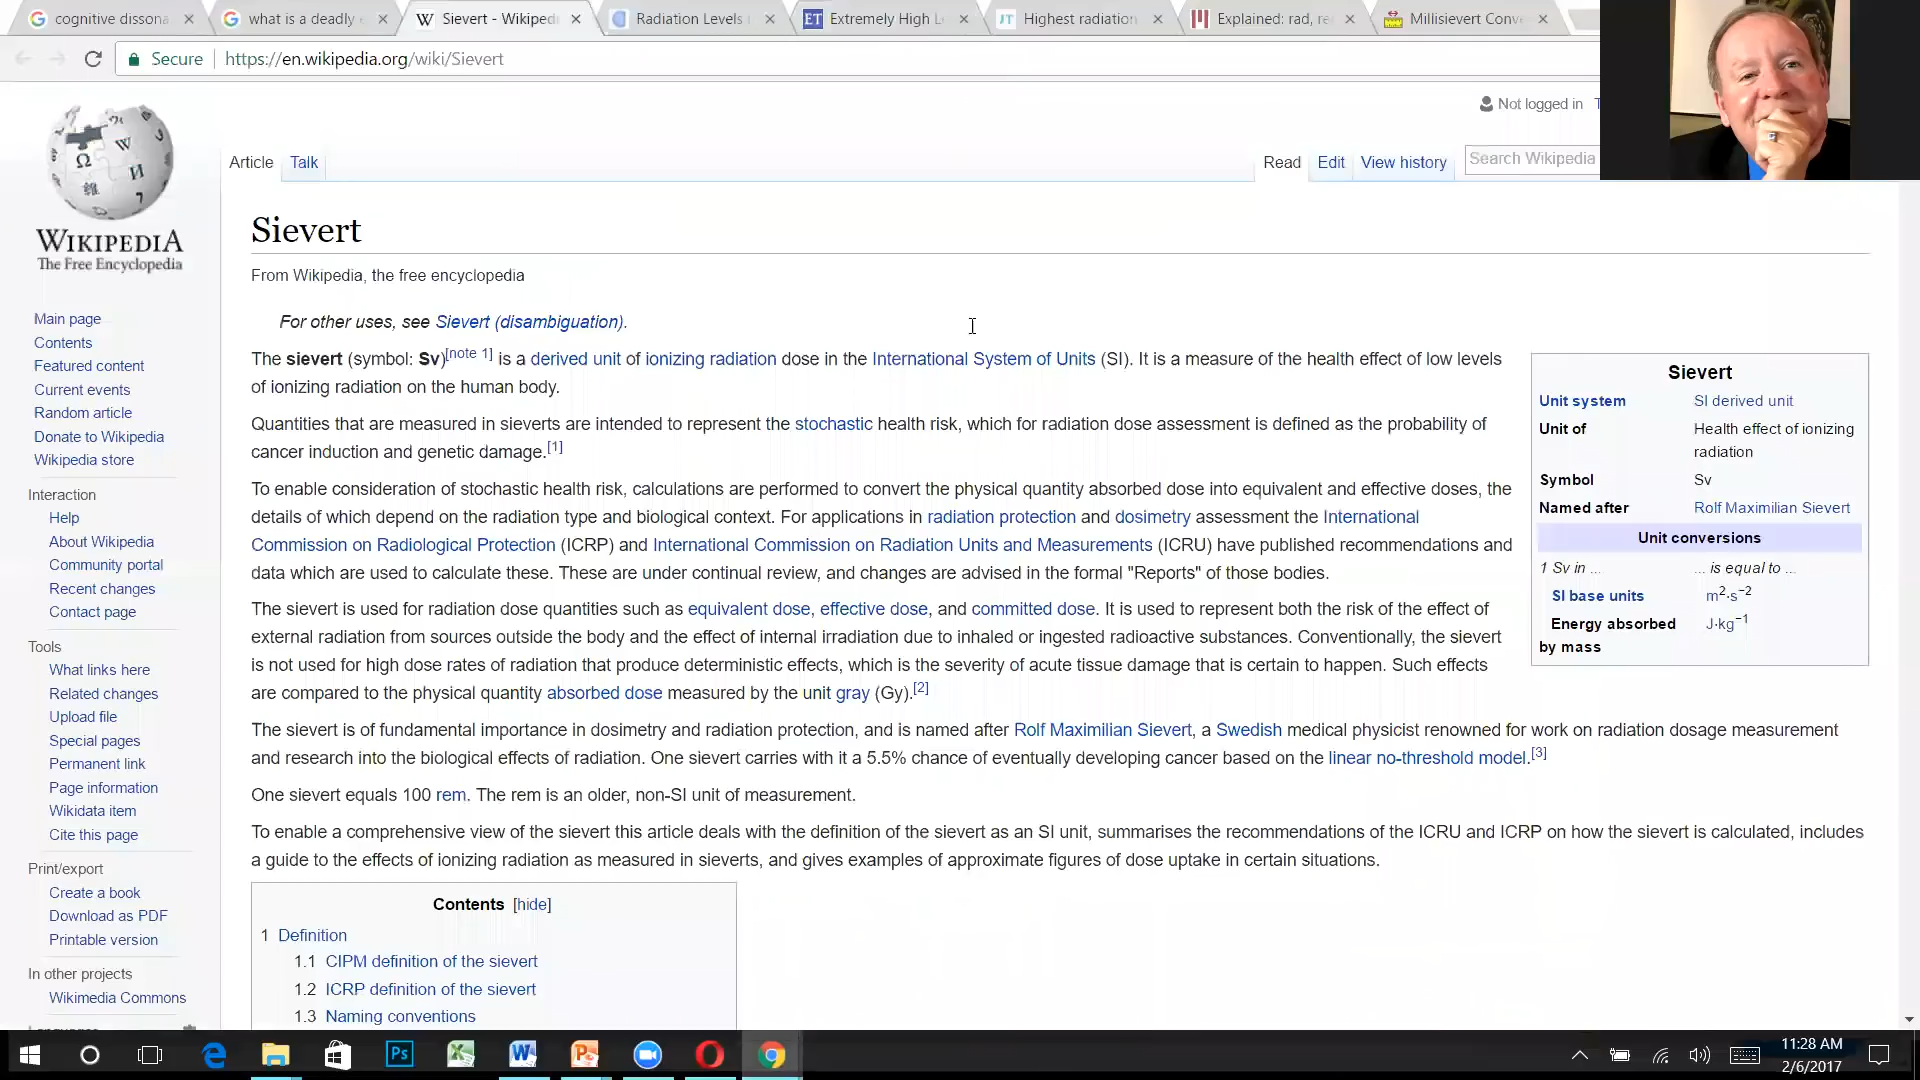 cognitive dissona
what is a deadly
Sievert - Wikiped
Radiation Levels
ET
Extremely High L
JT
Highest radiation
Explained: rad, re
Millisievert Conv
Secure
https://en.wikipedia.org/wiki/Sievert
Not logged in
T
WIKIPEDIA
The Free Encyclopedia
Main page
Contents
Featured content
Current events
Random article
Donate to Wikipedia
Wikipedia store
Interaction
Help
About Wikipedia
Community portal
Recent changes
Contact page
Tools
What links here
Related changes
Upload file
Special pages
Permanent link
Page information
Wikidata item
Cite this page
Print/export
Create a book
Download as PDF
Printable version
In other projects
Wikimedia Commons
Article
Talk
Read
Edit
View history
Search Wikipedia
Sievert
From Wikipedia, the free encyclopedia
For other uses, see Sievert (disambiguation).
The sievert (symbol: Sv)[note 1] is a derived unit of ionizing radiation dose in the International System of Units (SI). It is a measure of the health effect of low levels
of ionizing radiation on the human body.
Quantities that are measured in sieverts are intended to represent the stochastic health risk, which for radiation dose assessment is defined as the probability of
cancer induction and genetic damage.[1]
To enable consideration of stochastic health risk, calculations are performed to convert the physical quantity absorbed dose into equivalent and effective doses, the
details of which depend on the radiation type and biological context. For applications in radiation protection and dosimetry assessment the International
Commission on Radiological Protection (ICRP) and International Commission on Radiation Units and Measurements (ICRU) have published recommendations and
data which are used to calculate these. These are under continual review, and changes are advised in the formal "Reports" of those bodies.
The sievert is used for radiation dose quantities such as equivalent dose, effective dose, and committed dose. It is used to represent both the risk of the effect of
external radiation from sources outside the body and the effect of internal irradiation due to inhaled or ingested radioactive substances. Conventionally, the sievert
is not used for high dose rates of radiation that produce deterministic effects, which is the severity of acute tissue damage that is certain to happen. Such effects
are compared to the physical quantity absorbed dose measured by the unit gray (Gy).[2]
The sievert is of fundamental importance in dosimetry and radiation protection, and is named after Rolf Maximilian Sievert, a Swedish medical physicist renowned for work on radiation dosage measurement
and research into the biological effects of radiation. One sievert carries with it a 5.5% chance of eventually developing cancer based on the linear no-threshold model.[3]
One sievert equals 100 rem. The rem is an older, non-SI unit of measurement.
To enable a comprehensive view of the sievert this article deals with the definition of the sievert as an SI unit, summarises the recommendations of the ICRU and ICRP on how the sievert is calculated, includes
a guide to the effects of ionizing radiation as measured in sieverts, and gives examples of approximate figures of dose uptake in certain situations.
Sievert
Unit system SI derived unit
Unit of Health effect of ionizing
radiation
Symbol Sv
Named after Rolf Maximilian Sievert
Unit conversions
1 Sv in ... ... is equal to ...
SI base units m²·s⁻²
Energy absorbed J·kg⁻¹
by mass
Contents [hide]
1 Definition
1.1 CIPM definition of the sievert
1.2 ICRP definition of the sievert
1.3 Naming conventions
Ps
11:28 AM
2/6/2017